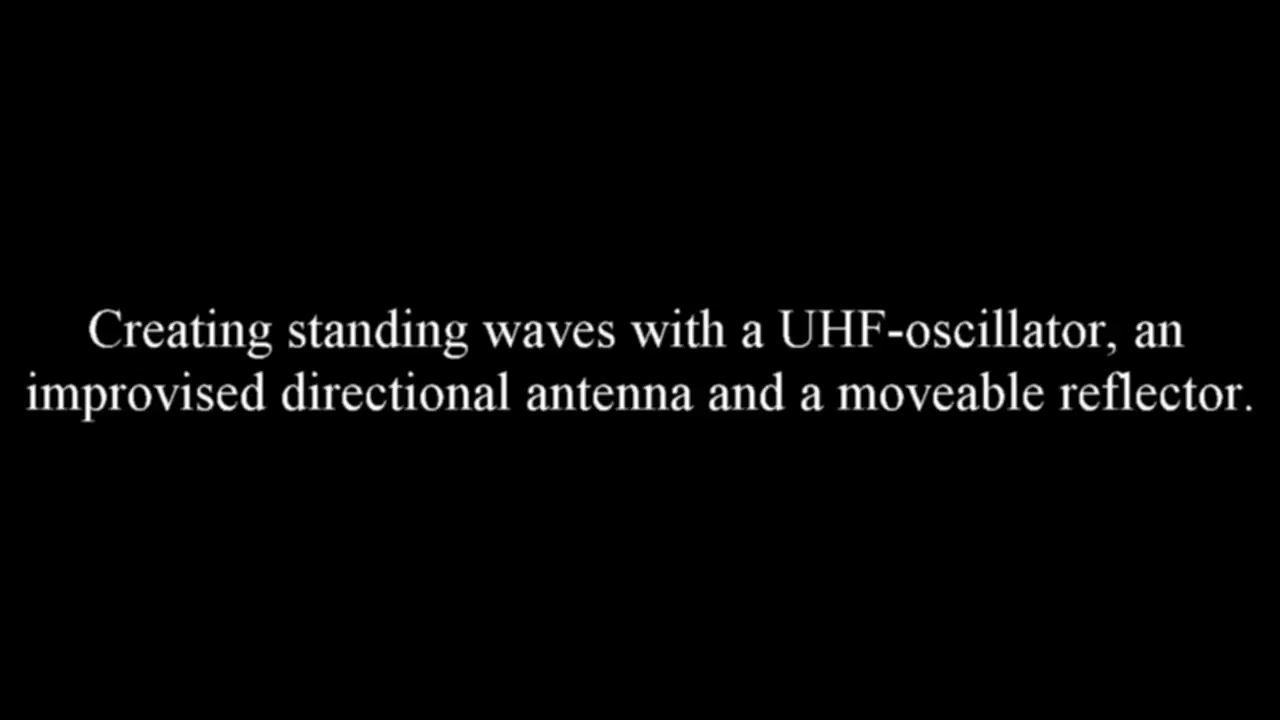 Creating standing waves with a UHF-oscillator, an
improvised directional antenna and a moveable reflector.